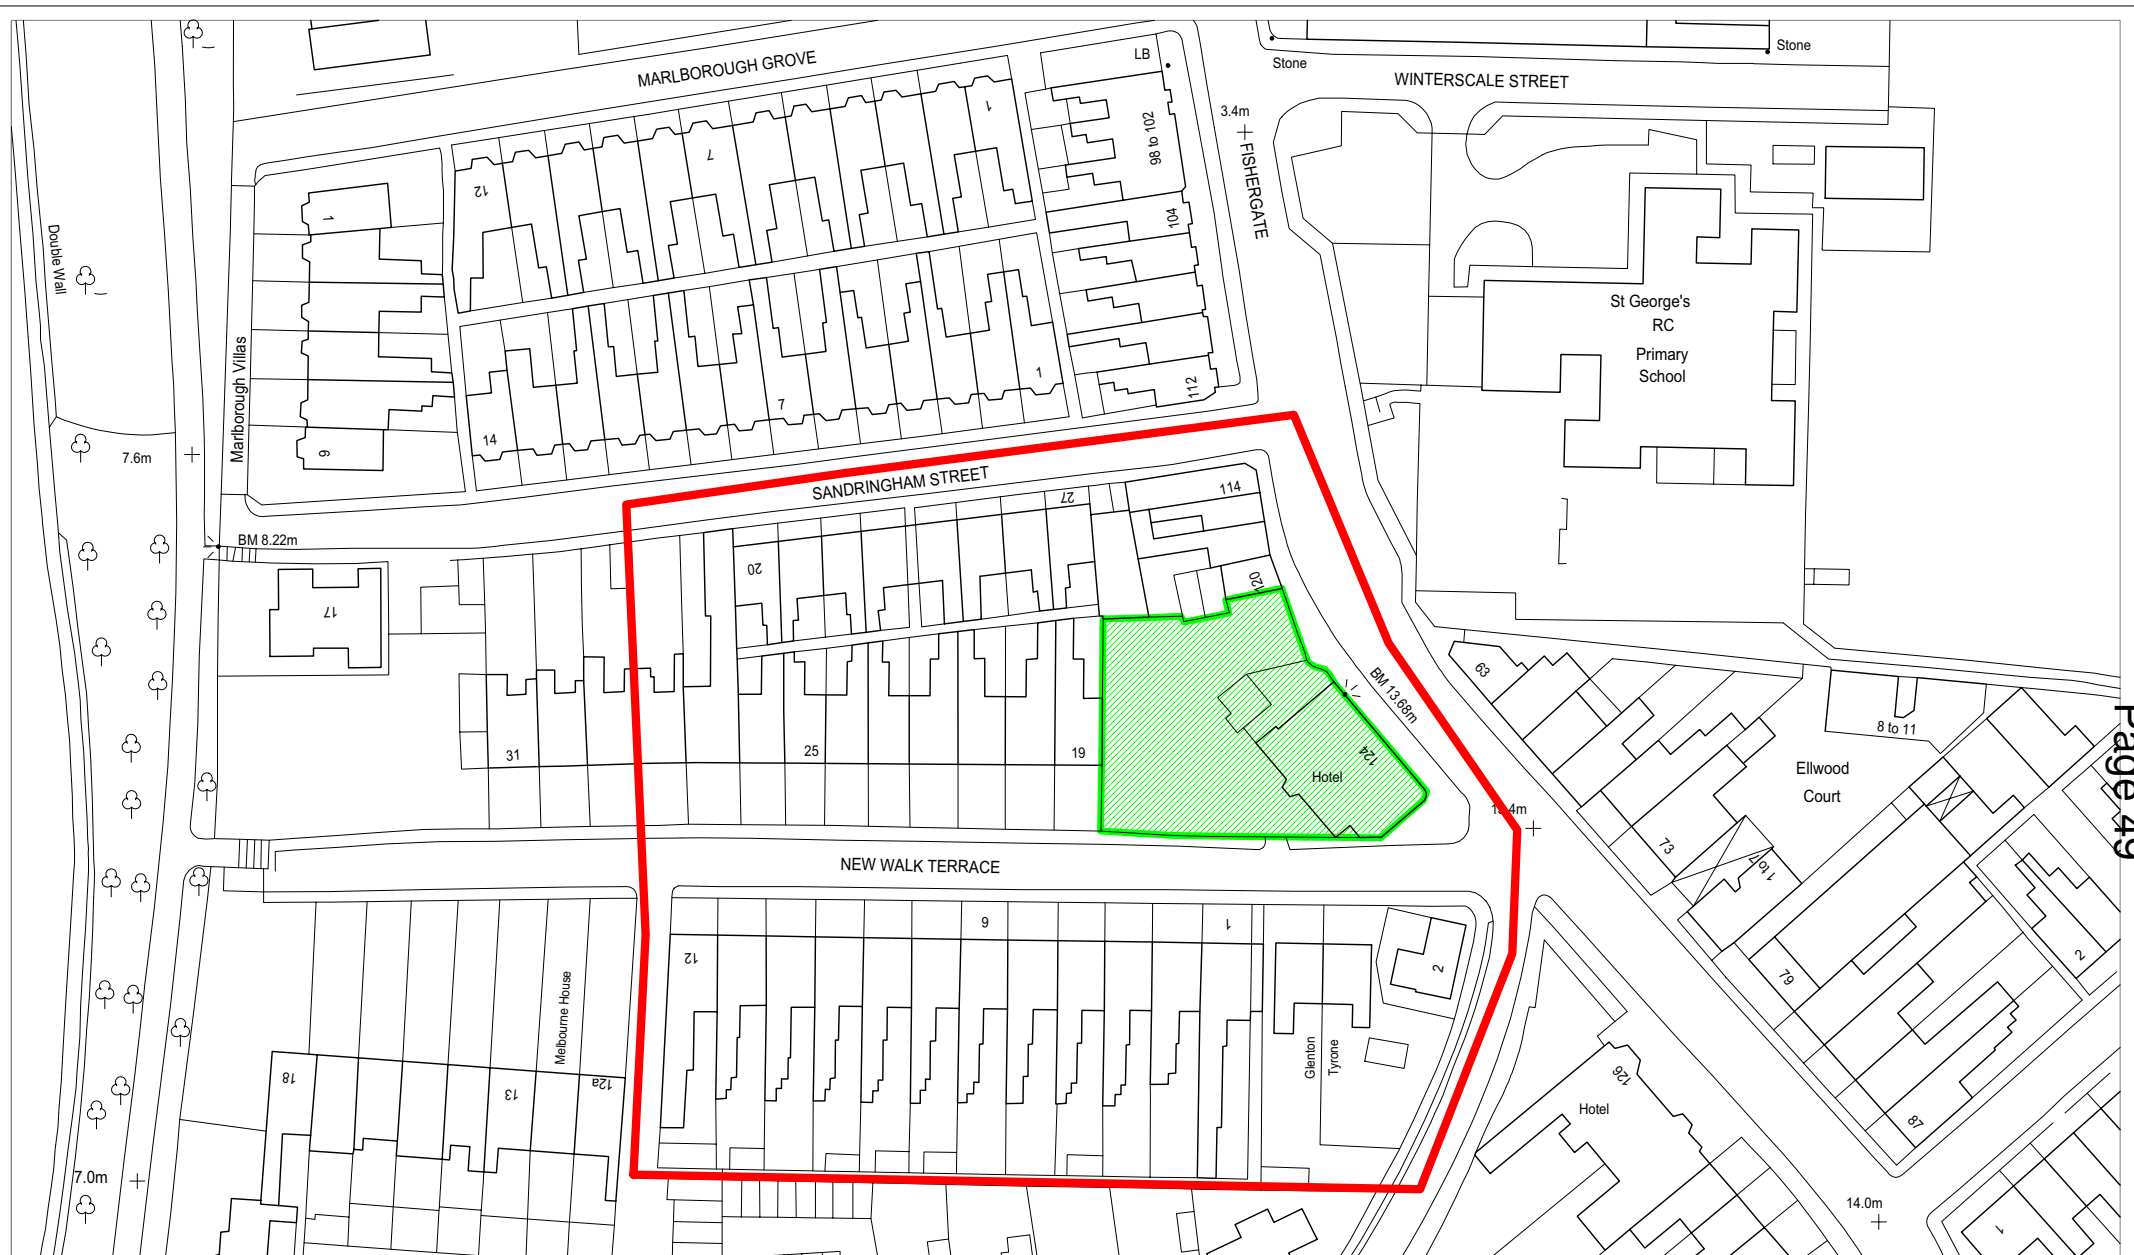 MARLBOROUGH GROVE
LB
Stone
Stone
WINTERSCALE STREET
3.4m
FISHERGATE
98 to 102
104
112
1
7
12
1
6
Double Wall
Marlborough Villas
7.6m
14
7
1
St George's
RC
Primary
School
SANDRINGHAM STREET
27
114
120
BM 8.22m
17
20
31
25
19
BM 13.68m
124
Hotel
63
8 to 11
Ellwood
Court
Page 49
73
1 to 7
NEW WALK TERRACE
12
9
1
2
79
2
87
Melbourne House
Glenton
Tyrone
18
13
12a
126
Hotel
7.0m
14.0m
1